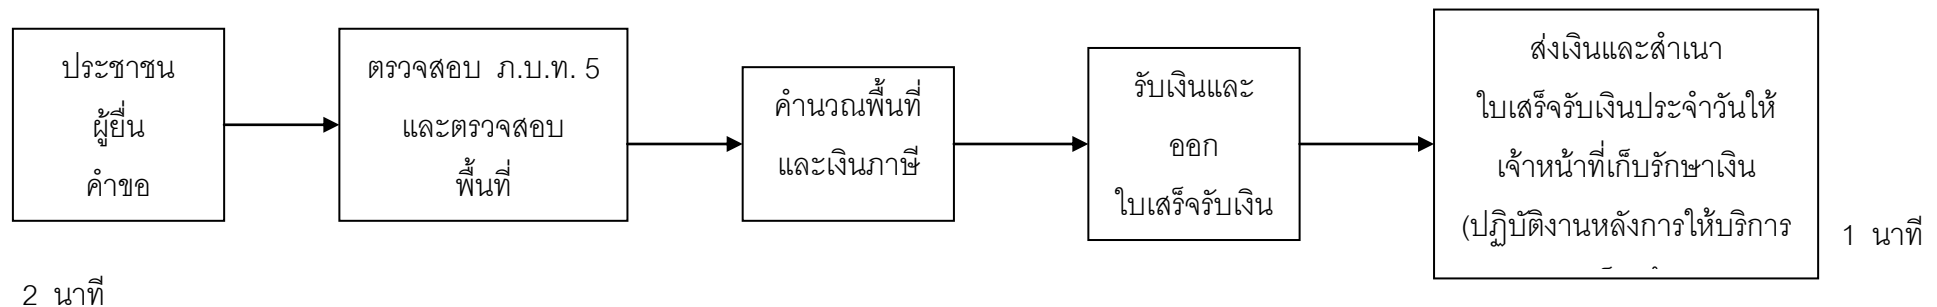 ประชาชน
ผู้ยื่น
คำขอ
ตรวจสอบ ภ.บ.ท. 5
และตรวจสอบ
พื้นที่
คำนวณพื้นที่
และเงินภาษี
รับเงินและ
ออก
ใบเสร็จรับเงิน
ส่งเงินและสำเนา
ใบเสร็จรับเงินประจำวันให้
เจ้าหน้าที่เก็บรักษาเงิน
(ปฏิบัติงานหลังการให้บริการ
1 นาที
2 นาที